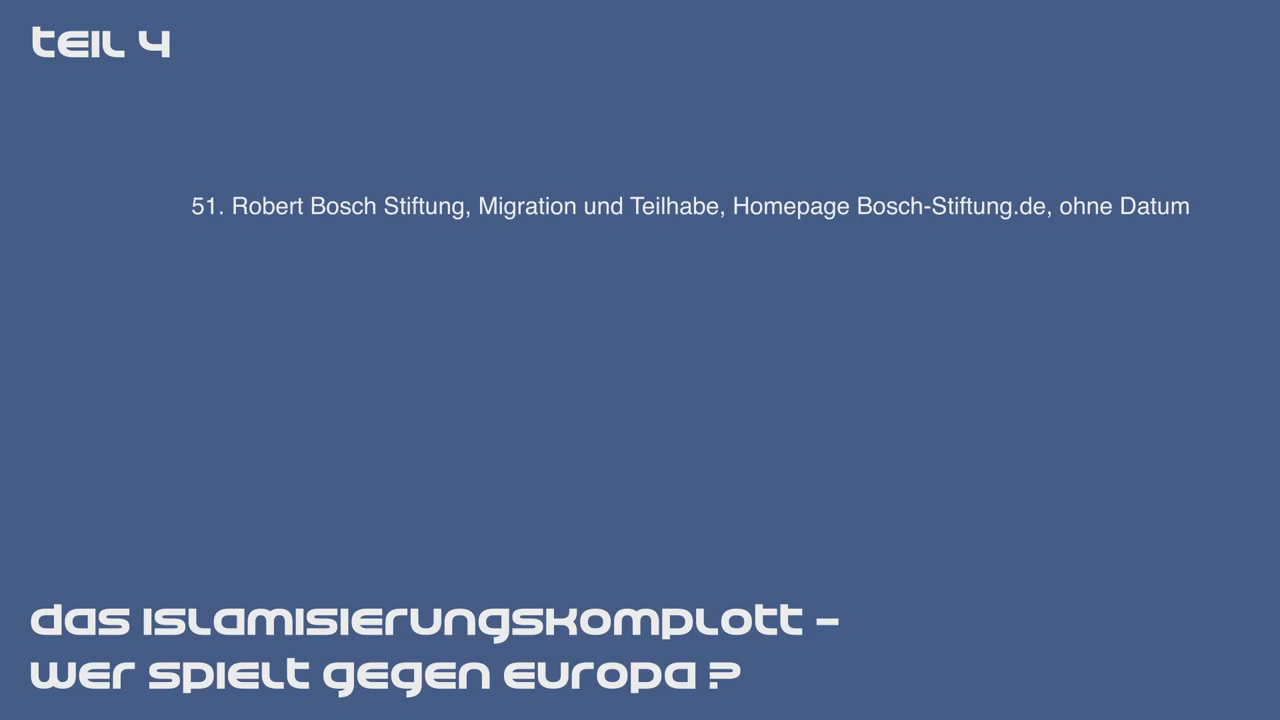 Teil 4
51. Robert Bosch Stiftung, Migration und Teilhabe, Homepage Bosch-Stiftung.de, ohne Datum
das Islamisierungskomplott –
wer spielt gegen Europa ?